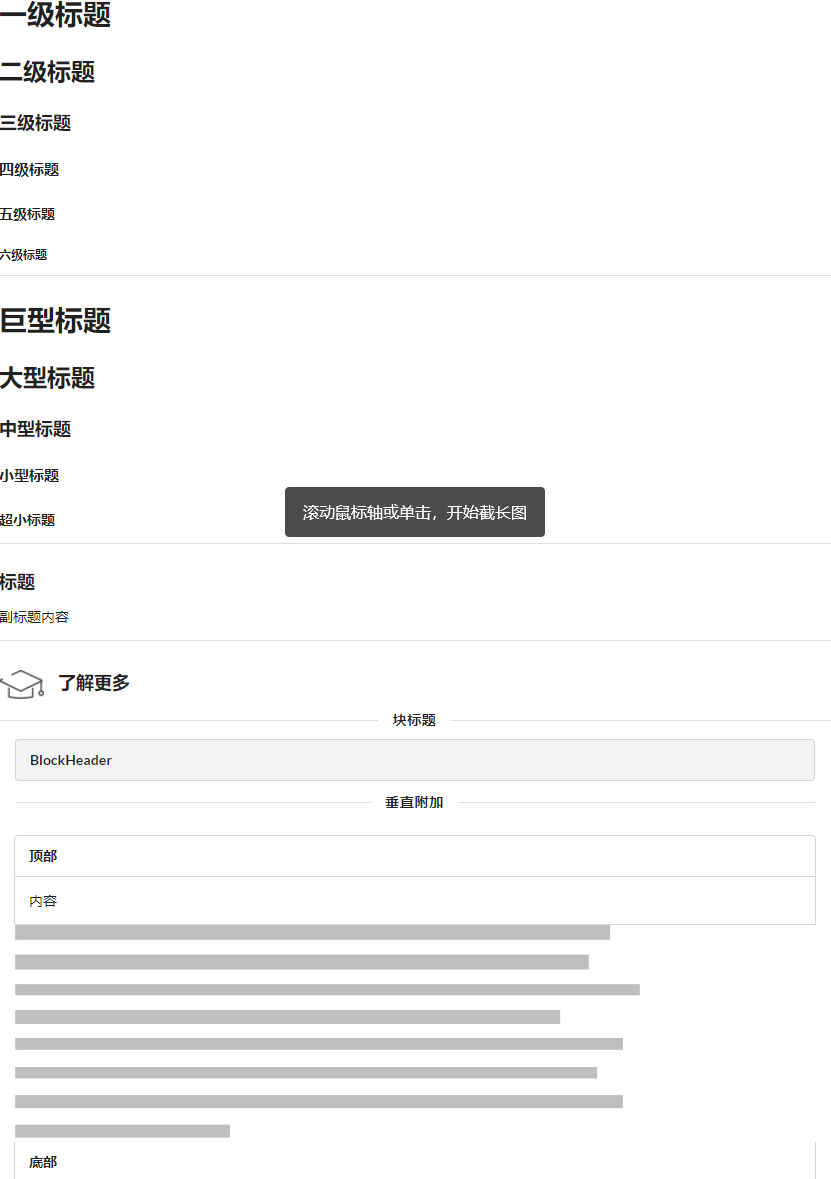 一级标题
二级标题
三级标题
四级标题
五级标题
六级标题
巨型标题
大型标题
中型标题
小型标题
滚动鼠标轴或单击，开始截长图
超小标题
标题
副标题内容
了解更多
块标题
BlockHeader
垂直附加
顶部
内容
底部